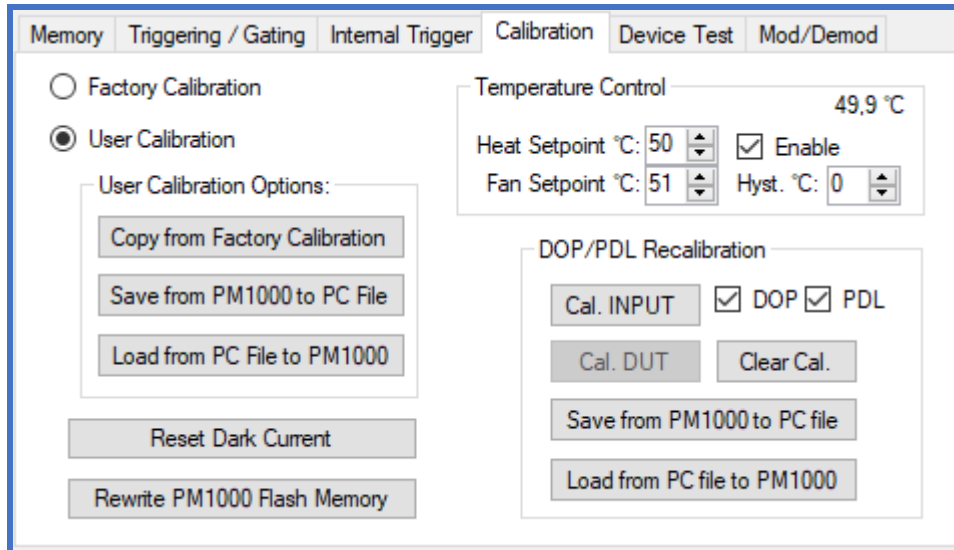 Memory Triggering / Gating Internal Trigger Calibration Device Test Mod/Demod
Factory Calibration
User Calibration
User Calibration Options:
Copy from Factory Calibration
Save from PM1000 to PC File
Load from PC File to PM1000
Reset Dark Current
Rewrite PM1000 Flash Memory
Temperature Control
49,9 °C
Heat Setpoint °C: 50 Enable
Fan Setpoint °C: 51 Hyst. °C: 0
DOP/PDL Recalibration
Cal. INPUT DOP PDL
Cal. DUT Clear Cal.
Save from PM1000 to PC file
Load from PC file to PM1000